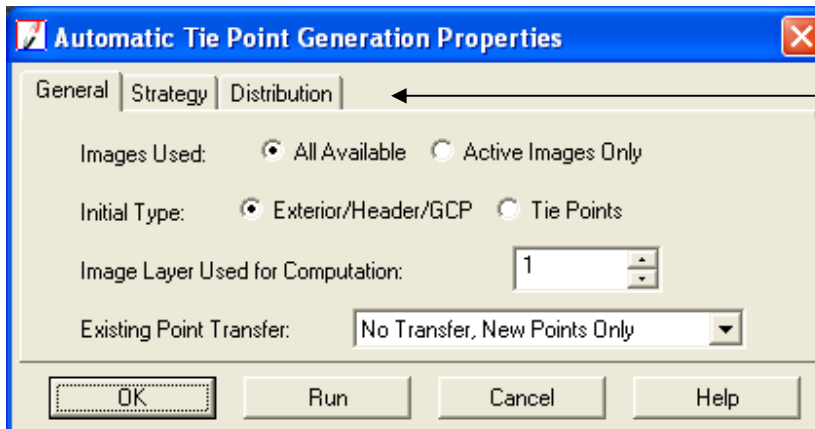 Automatic Tie Point Generation Properties
General Strategy Distribution
Images Used: All Available Active Images Only
Initial Type: Exterior/Header/GCP Tie Points
Image Layer Used for Computation: 1
Existing Point Transfer: No Transfer, New Points Only
OK Run Cancel Help